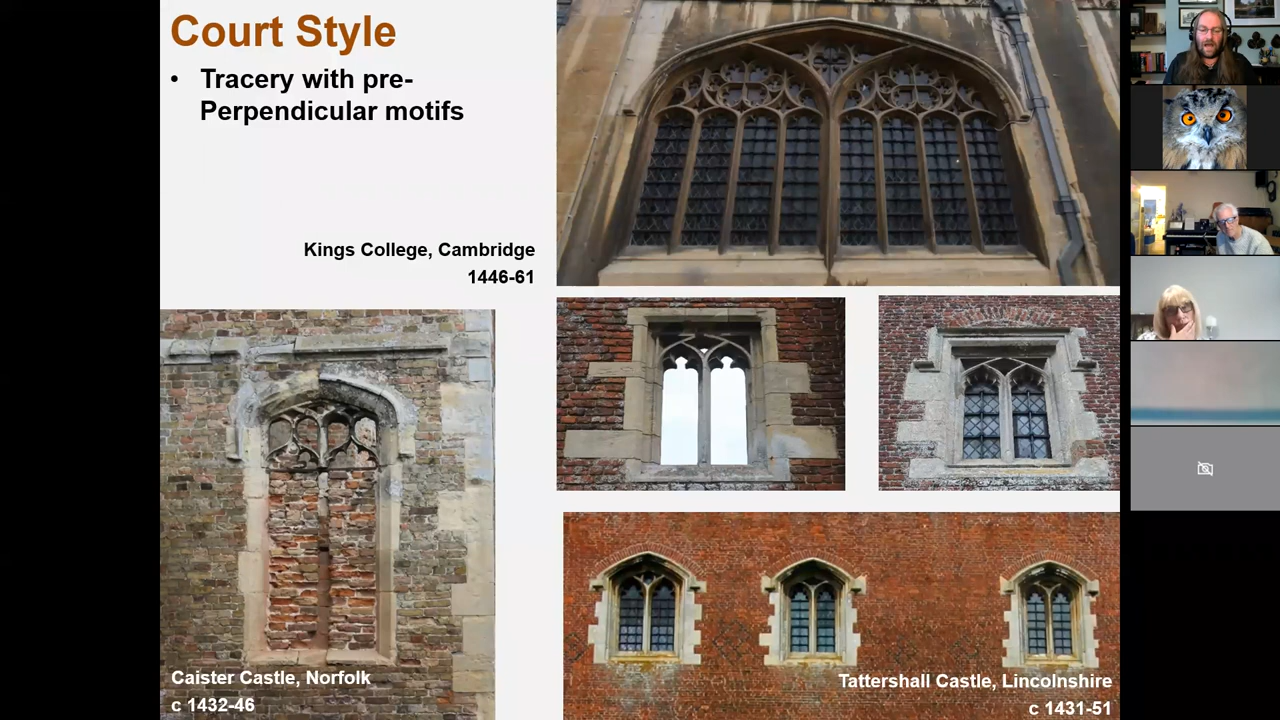 Court Style
• Tracery with pre-
Perpendicular motifs
Kings College, Cambridge
1446-61
Caister Castle, Norfolk
c 1432-46
Tattershall Castle, Lincolnshire
c 1431-51